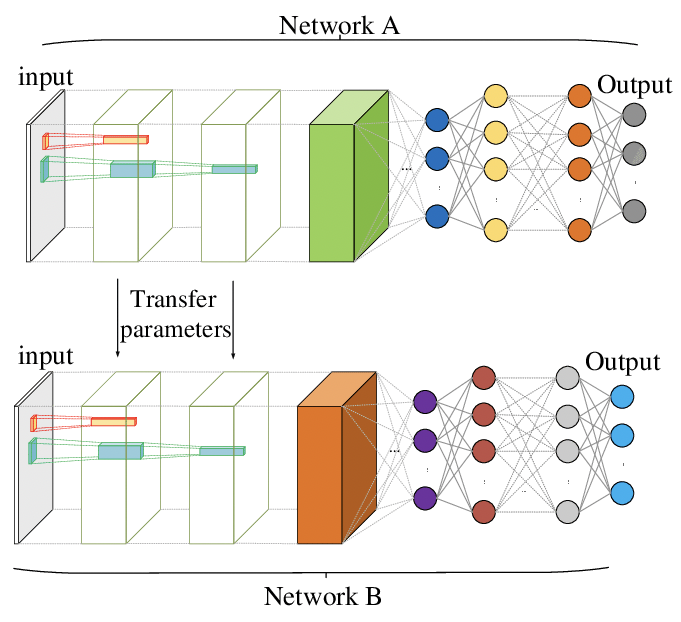 Network A
input
Output
...
Transfer
parameters
input
Output
...
Network B